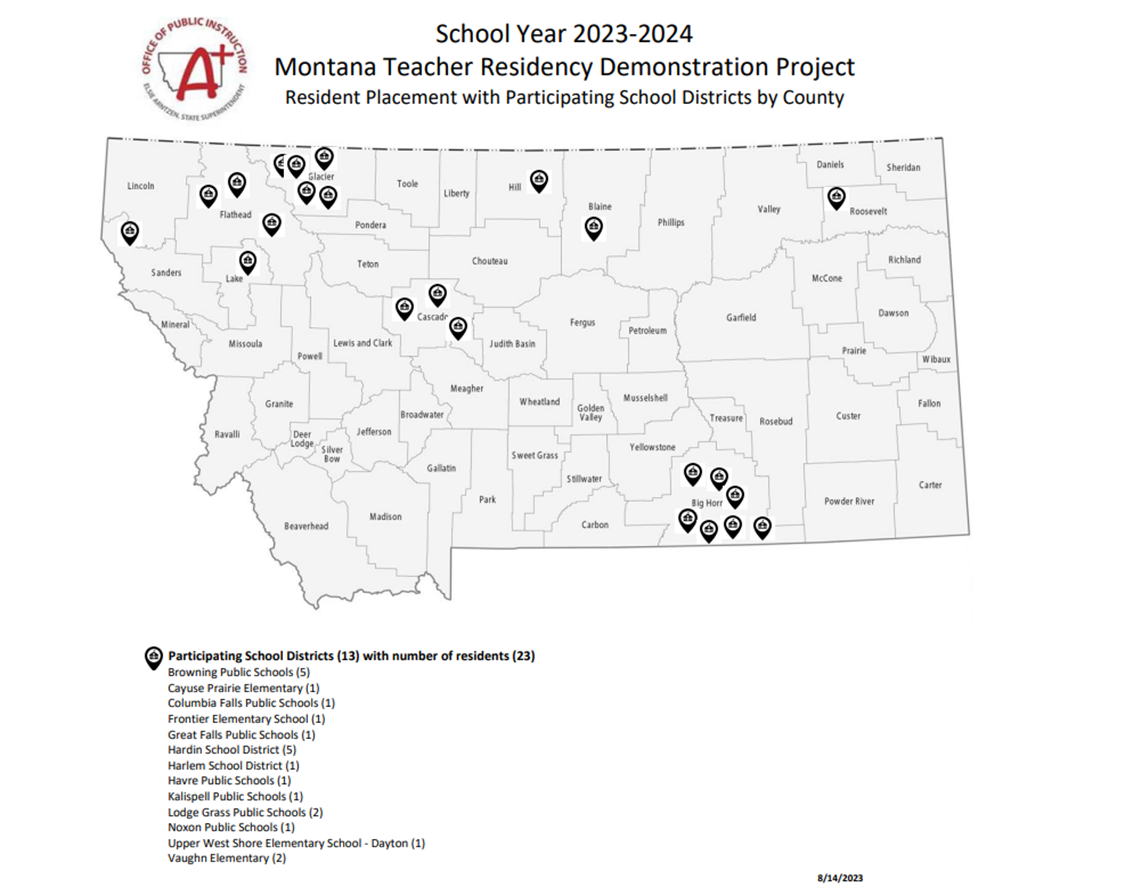 School Year 2023-2024
Montana Teacher Residency Demonstration Project
Resident Placement with Participating School Districts by County
OFFICE OF PUBLIC INSTRUCTION
A+
ELSIE ARNTZEN, STATE SUPERINTENDENT
Lincoln
Flathead
Glacier
Toole
Liberty
Hill
Blaine
Phillips
Valley
Daniels
Sheridan
Roosevelt
Pondera
Sanders
Lake
Teton
Chouteau
Richland
McCone
Mineral
Missoula
Powell
Lewis and Clark
Cascade
Judith Basin
Fergus
Petroleum
Garfield
Dawson
Prairie
Wibaux
Granite
Ravalli
Deer
Lodge
Silver
Bow
Jefferson
Broadwater
Meagher
Wheatland
Golden
Valley
Musselshell
Treasure
Rosebud
Custer
Fallon
Gallatin
Sweet Grass
Yellowstone
Stillwater
Park
Carbon
Big Horr
Powder River
Carter
Beaverhead
Madison
Participating School Districts (13) with number of residents (23)
Browning Public Schools (5)
Cayuse Prairie Elementary (1)
Columbia Falls Public Schools (1)
Frontier Elementary School (1)
Great Falls Public Schools (1)
Hardin School District (5)
Harlem School District (1)
Havre Public Schools (1)
Kalispell Public Schools (1)
Lodge Grass Public Schools (2)
Noxon Public Schools (1)
Upper West Shore Elementary School - Dayton (1)
Vaughn Elementary (2)
8/14/2023